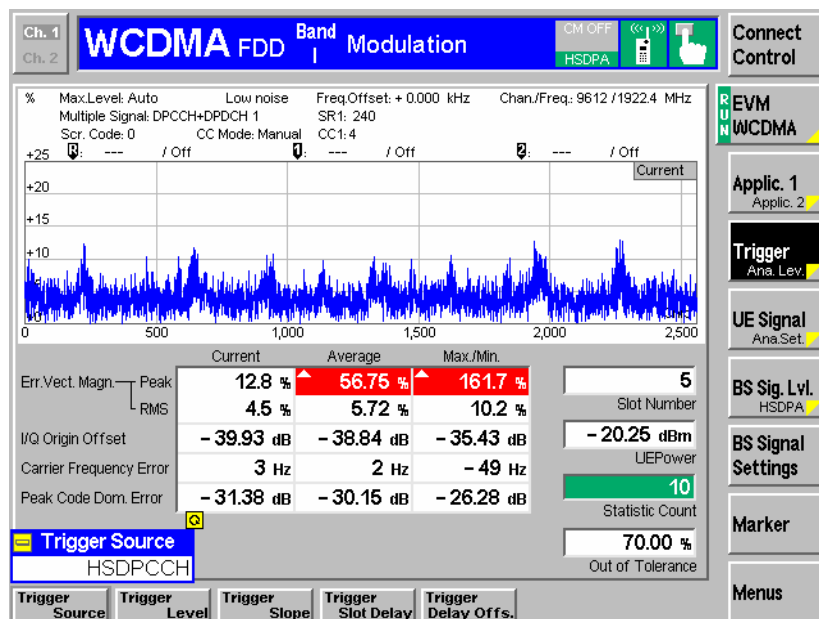 Ch. 1
Ch. 2
WCDMA FDD Band I Modulation
CM OFF
HSDPA
Connect Control
% Max.Level: Auto Low noise Freq.Offset: + 0.000 kHz Chan./Freq.: 9612 /1922.4 MHz
Multiple Signal: DPCCH+DPDCH 1 SR1: 240
Scr. Code: 0 CC Mode: Manual CC1: 4
R: --- / Off 1: --- / Off 2: --- / Off
Current
+25
+20
+15
+10
0 500 1,000 1,500 2,000 2,500
Current Average Max./Min.
Err.Vect. Magn. Peak 12.8 % 56.75 % 161.7 %
RMS 4.5 % 5.72 % 10.2 %
I/Q Origin Offset – 39.93 dB – 38.84 dB – 35.43 dB
Carrier Frequency Error 3 Hz 2 Hz – 49 Hz
Peak Code Dom. Error – 31.38 dB – 30.15 dB – 26.28 dB
5
Slot Number
– 20.25 dBm
UEPower
10
Statistic Count
70.00 %
Out of Tolerance
RUN
EVM WCDMA
Applic. 1
Applic. 2
Trigger
Ana. Lev.
UE Signal
Ana.Set.
BS Sig. Lvl.
HSDPA
BS Signal Settings
Marker
Menus
Trigger Source
HSDPCCH
Trigger Source
Trigger Level
Trigger Slope
Trigger Slot Delay
Trigger Delay Offs.